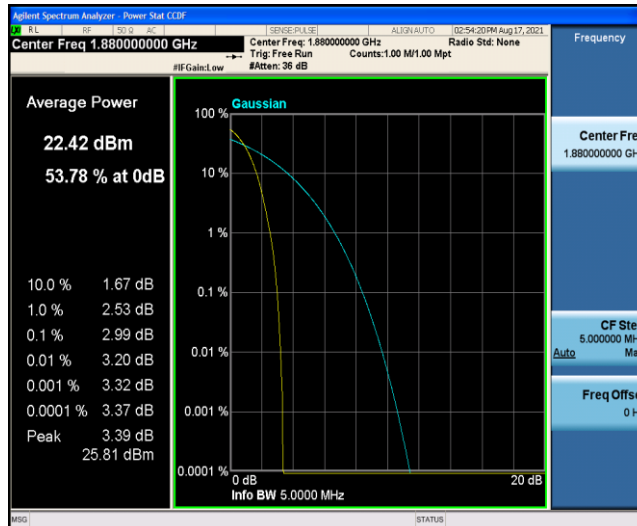 Agilent Spectrum Analyzer - Power Stat CCDF
RL RF 50 Ω AC SENSE:PULSE ALIGN AUTO 02:54:20 PM Aug 17, 2021
Center Freq 1.880000000 GHz
Center Freq: 1.880000000 GHz Radio Std: None
Trig: Free Run Counts:1.00 M/1.00 Mpt
#IFGain:Low #Atten: 36 dB
Frequency
Average Power
22.42 dBm
53.78 % at 0dB
10.0 % 1.67 dB
1.0 % 2.53 dB
0.1 % 2.99 dB
0.01 % 3.20 dB
0.001 % 3.32 dB
0.0001 % 3.37 dB
Peak 3.39 dB
25.81 dBm
Gaussian
100 %
10 %
1 %
0.1 %
0.01 %
0.001 %
0.0001 %
0 dB 20 dB
Info BW 5.0000 MHz
Center Fre
1.880000000 GH
CF Ste
5.000000 MH
Auto Ma
Freq Offs
0 H
MSG STATUS